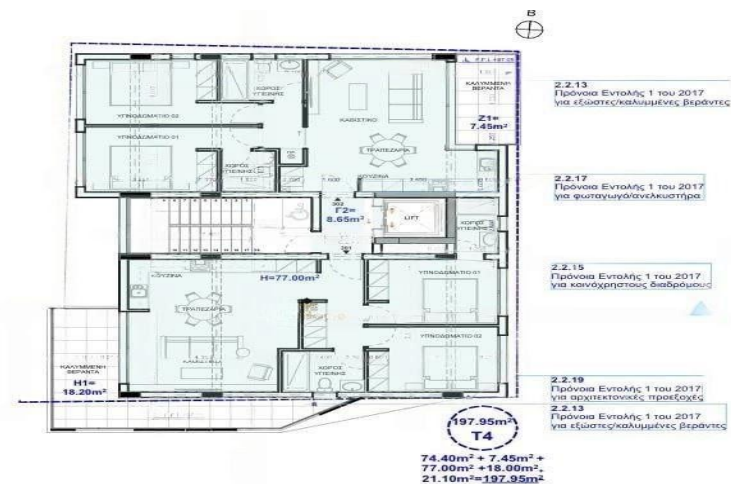 B
ΥΠΝΟΔΩΜΑΤΙΟ 02
ΧΩΡΟΣ
ΥΓΙΕΙΝΗΣ
ΚΑΘΙΣΤΙΚΟ
ΚΑΛΥΜΜΕΝΗ
ΒΕΡΑΝΤΑ
Z1=
7.45m²
2.2.13
Πρόνοια Εντολής 1 του 2017
για εξώστες/καλυμμένες βεράντες
ΥΠΝΟΔΩΜΑΤΙΟ 01
ΤΡΑΠΕΖΑΡΙΑ
ΧΩΡΟΣ
ΥΓΙΕΙΝΗΣ
ΚΟΥΖΙΝΑ
2.2.17
Πρόνοια Εντολής 1 του 2017
για φωταγωγό/ανελκυστήρα
302
Γ2=
8.65m²
LIFT
ΧΩΡΟΣ
ΥΓΙΕΙΝΗΣ
301
ΚΟΥΖΙΝΑ
H=77.00m²
ΥΠΝΟΔΩΜΑΤΙΟ 01
2.2.15
Πρόνοια Εντολής 1 του 2017
για κοινόχρηστους διαδρόμους
ΤΡΑΠΕΖΑΡΙΑ
ΥΠΝΟΔΩΜΑΤΙΟ 02
ΚΑΛΥΜΜΕΝΗ
ΒΕΡΑΝΤΑ
H1=
18.20m²
ΧΩΡΟΣ
ΥΓΙΕΙΝΗΣ
2.2.19
Πρόνοια Εντολής 1 του 2017
για αρχιτεκτονικές προεξοχές
2.2.13
Πρόνοια Εντολής 1 του 2017
για εξώστες/καλυμμένες βεράντες
197.95m²
T4
74.40m² + 7.45m² +
77.00m² +18.00m²+
21.10m²=197.95m²